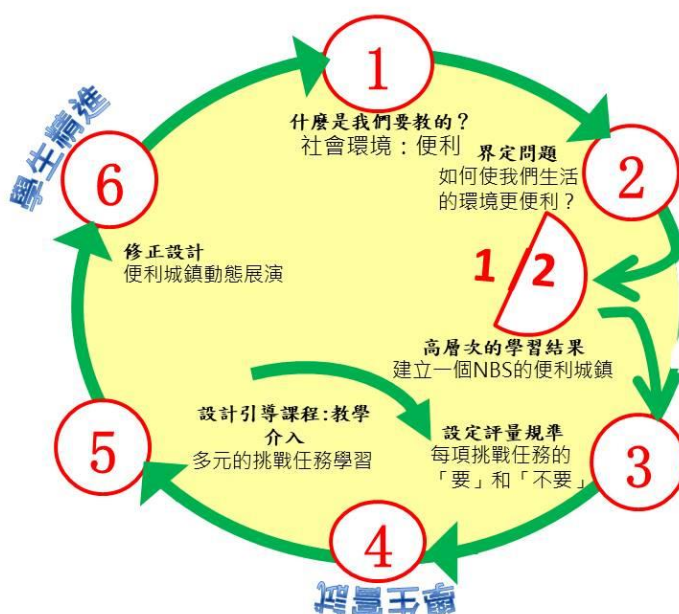 1
什麼是我們要教的？
社會環境：便利
2
界定問題
如何使我們生活
的環境更便利？
1/2
高層次的學習結果
建立一個NBS的便利城鎮
3
設定評量規準
每項挑戰任務的
「要」和「不要」
4
學生嘗試
設計引導課程:教學
介入
多元的挑戰任務學習
5
6
修正設計
便利城鎮動態展演
學生精進